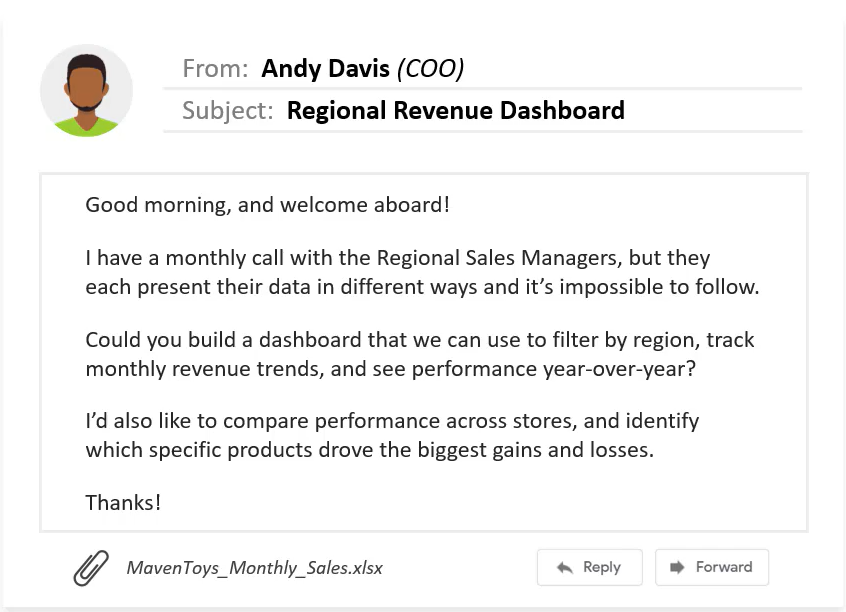 From: Andy Davis (COO)
Subject: Regional Revenue Dashboard
Good morning, and welcome aboard!
I have a monthly call with the Regional Sales Managers, but they
each present their data in different ways and it’s impossible to follow.
Could you build a dashboard that we can use to filter by region, track
monthly revenue trends, and see performance year-over-year?
I’d also like to compare performance across stores, and identify
which specific products drove the biggest gains and losses.
Thanks!
MavenToys_Monthly_Sales.xlsx
Reply
Forward